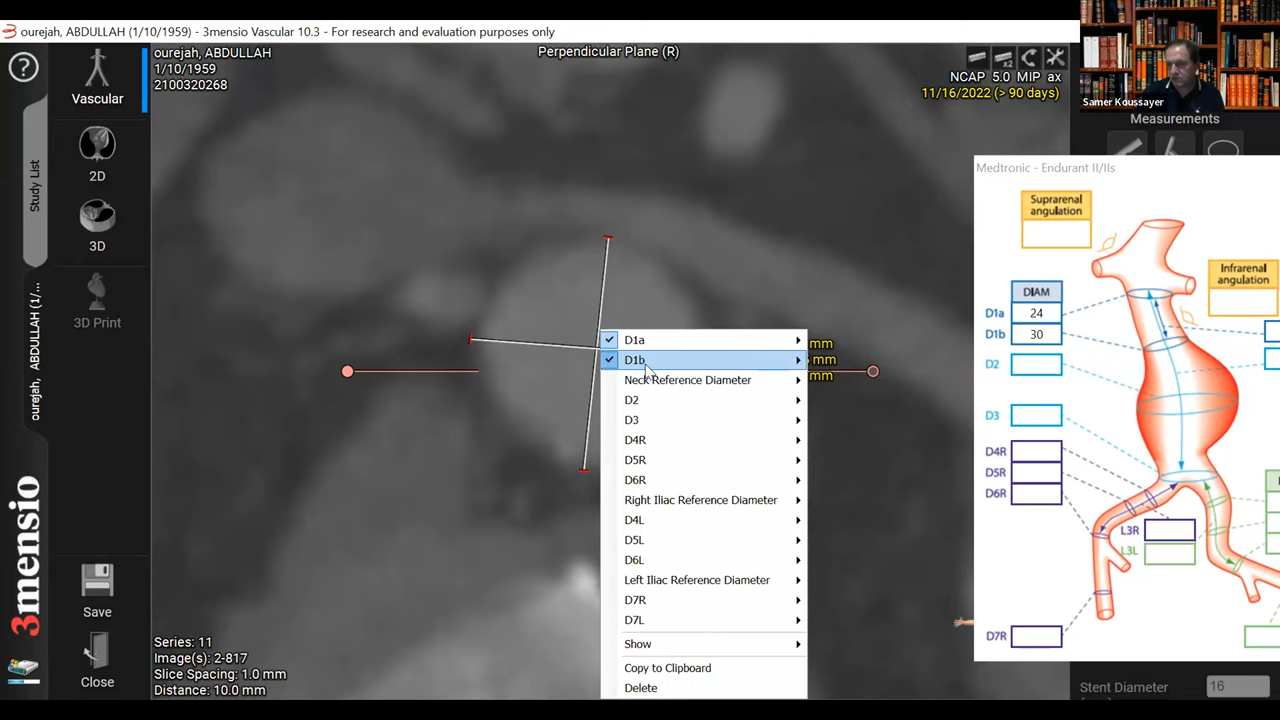 ourejah, ABDULLAH (1/10/1959) - 3mensio Vascular 10.3 - For research and evaluation purposes only
?
Study List
ourejah, ABDULLAH (1/...
3mensio
Vascular
2D
3D
3D Print
Save
Close
ourejah, ABDULLAH
1/10/1959
2100320268
Perpendicular Plane (R)
x2
NCAP 5.0 MIP ax
11/16/2022 (> 90 days)
mm
mm
mm
D1a
D1b
Neck Reference Diameter
D2
D3
D4R
D5R
D6R
Right Iliac Reference Diameter
D4L
D5L
D6L
Left Iliac Reference Diameter
D7R
D7L
Show
Copy to Clipboard
Delete
Series: 11
Image(s): 2-817
Slice Spacing: 1.0 mm
Distance: 10.0 mm
Samer Koussayer
Measurements
Medtronic - Endurant II/IIs
Suprarenal
angulation
Infrarenal
angulation
DIAM
D1a 24
D1b 30
D2
D3
D4R
D5R
D6R
L3R
L3L
D7R
Stent Diameter
16